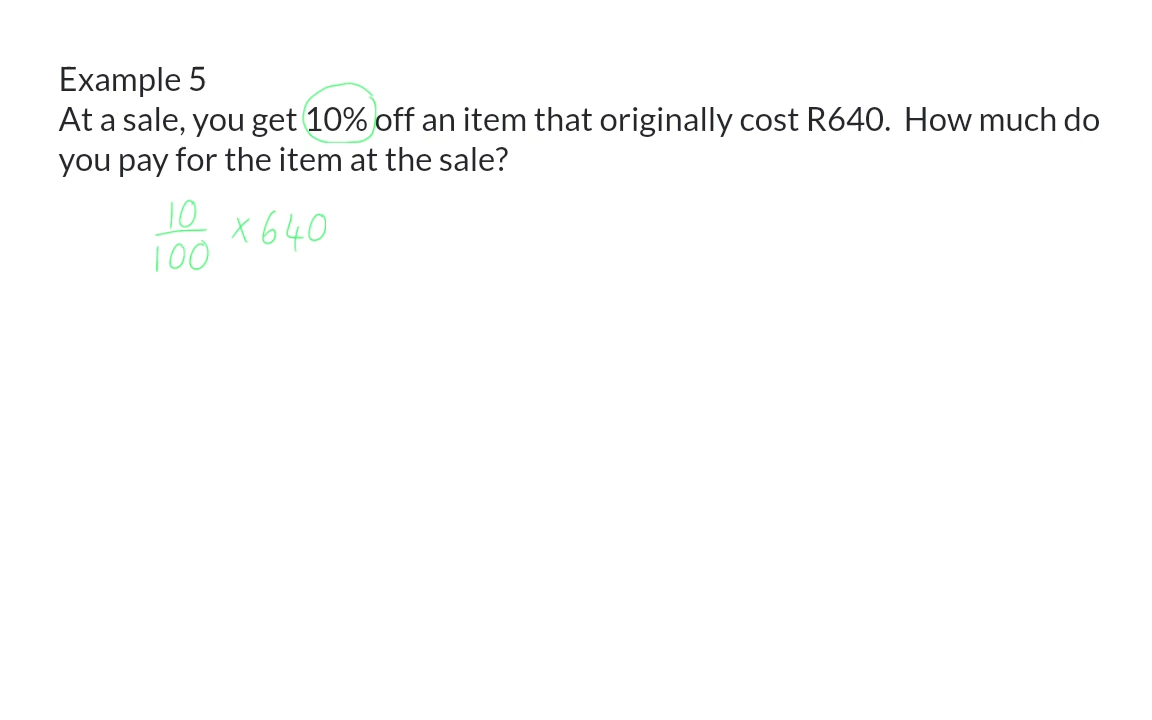 Example 5
At a sale, you get 10% off an item that originally cost R640. How much do
you pay for the item at the sale?
10/100 × 640